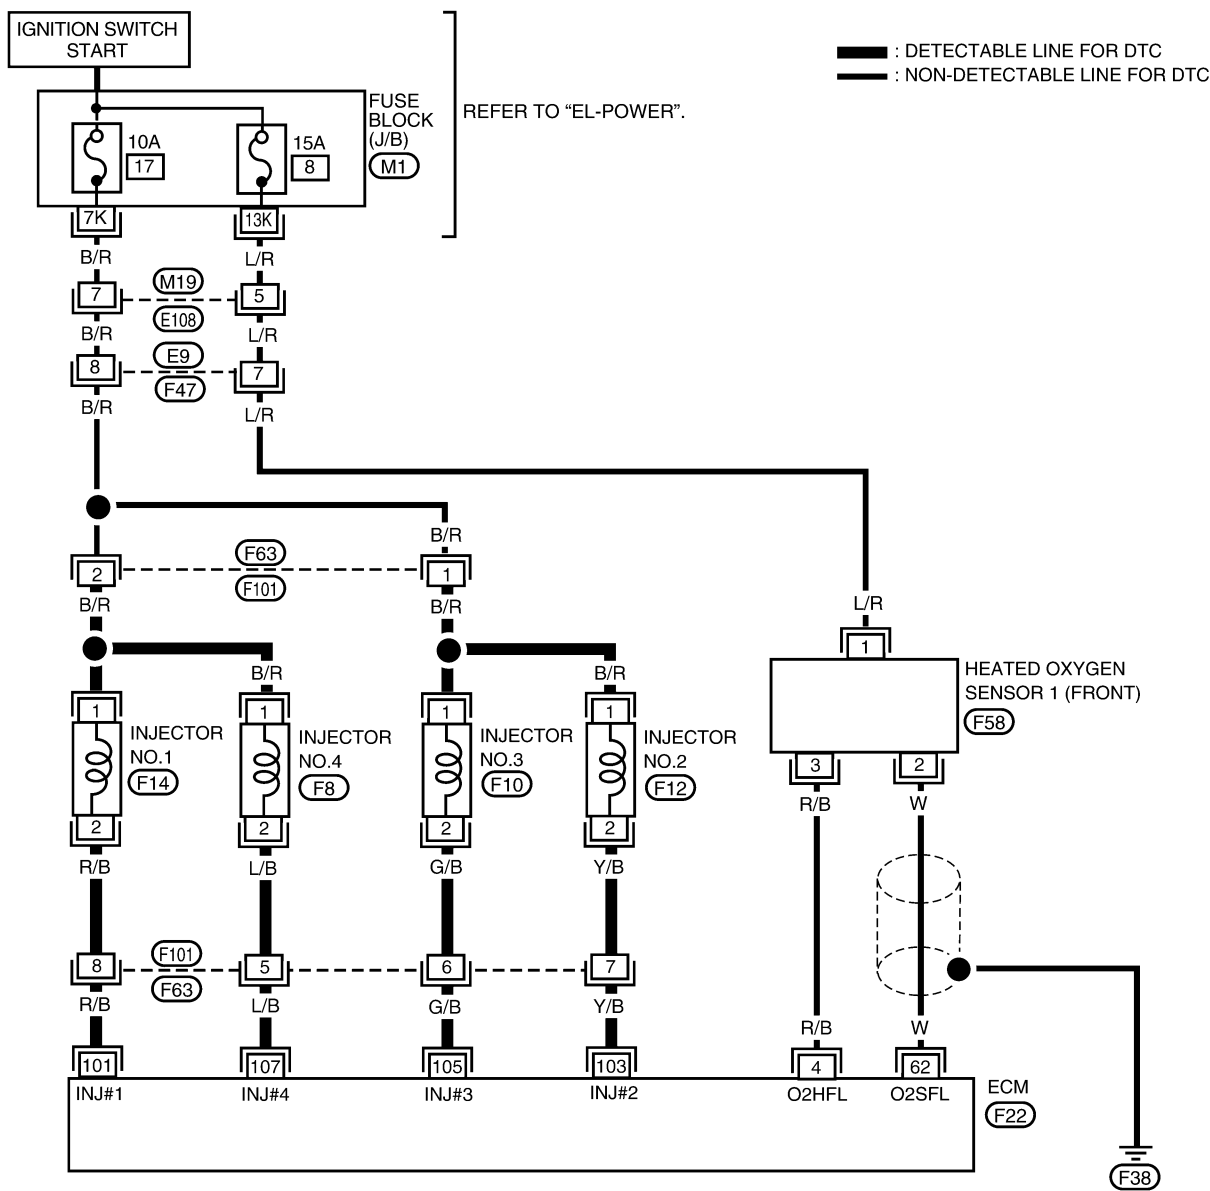 IGNITION SWITCH
START
: DETECTABLE LINE FOR DTC
: NON-DETECTABLE LINE FOR DTC
FUSE
BLOCK
(J/B)
M1
REFER TO “EL-POWER”.
10A
17
15A
8
7K
13K
B/R
L/R
7
M19
E108
5
B/R
L/R
8
E9
F47
7
B/R
L/R
B/R
2
F63
F101
1
B/R
B/R
L/R
1
B/R
B/R
HEATED OXYGEN
SENSOR 1 (FRONT)
F58
1
1
1
1
INJECTOR
NO.1
F14
INJECTOR
NO.4
F8
INJECTOR
NO.3
F10
INJECTOR
NO.2
F12
3
2
2
2
2
2
R/B
W
R/B
L/B
G/B
Y/B
8
F101
F63
5
6
7
R/B
L/B
G/B
Y/B
R/B
W
101
107
105
103
4
62
INJ#1
INJ#4
INJ#3
INJ#2
O2HFL
O2SFL
ECM
F22
F38